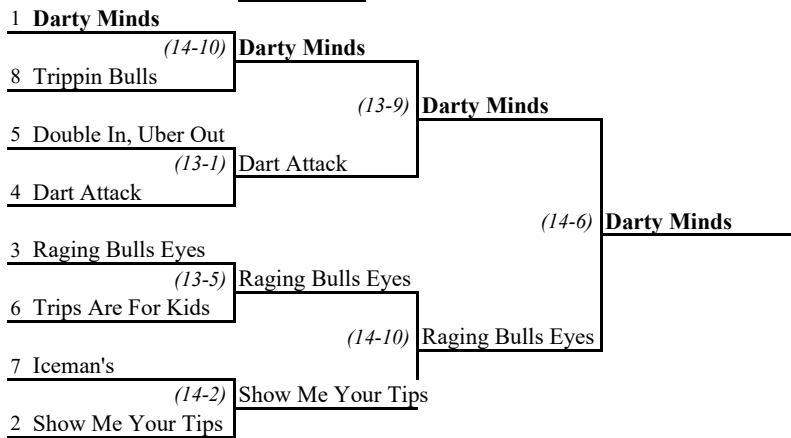 1 Darty Minds
(14-10) Darty Minds
8 Trippin Bulls
(13-9) Darty Minds
5 Double In, Uber Out
(13-1) Dart Attack
4 Dart Attack
(14-6) Darty Minds
3 Raging Bulls Eyes
(13-5) Raging Bulls Eyes
6 Trips Are For Kids
(14-10) Raging Bulls Eyes
7 Iceman's
(14-2) Show Me Your Tips
2 Show Me Your Tips